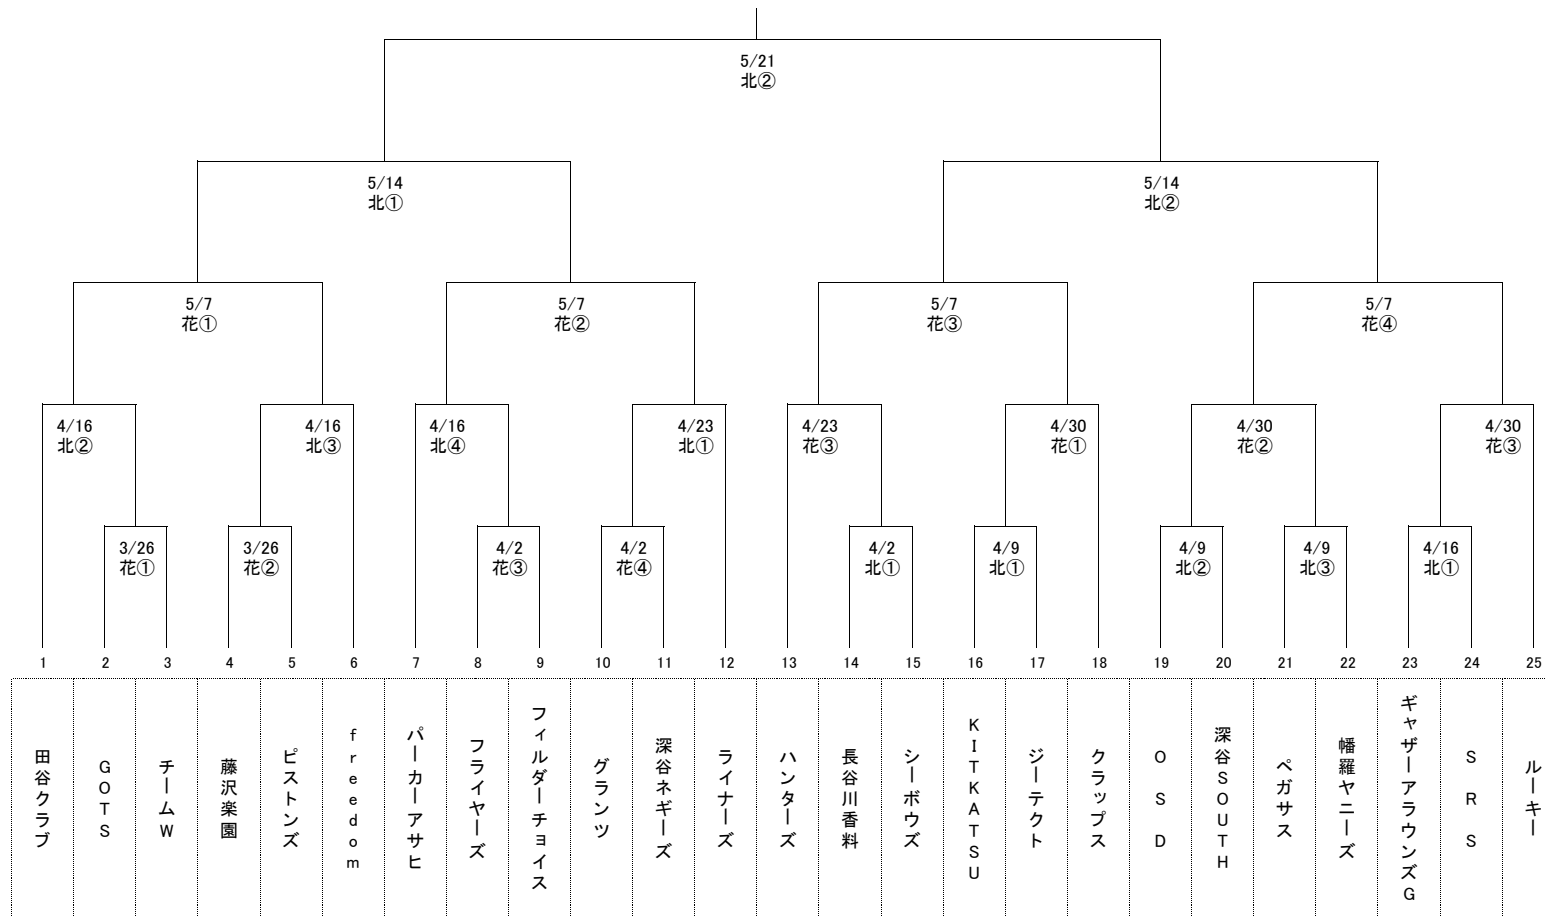 5/21
北②
5/14
北①
5/14
北②
5/7
花①
5/7
花②
5/7
花③
5/7
花④
4/16
北②
4/16
北③
4/16
北④
4/23
北①
4/23
花③
4/30
花①
4/30
花②
4/30
花③
3/26
花①
3/26
花②
4/2
花③
4/2
花④
4/2
北①
4/9
北①
4/9
北②
4/9
北③
4/16
北①
1 2 3 4 5 6 7 8 9 10 11 12 13 14 15 16 17 18 19 20 21 22 23 24 25
田谷クラブ
GOTS
チームW
藤沢楽園
ピストンズ
freedom
パーカーアサヒ
フライヤーズ
フィルダーチョイス
グランツ
深谷ネギーズ
ライナーズ
ハンターズ
長谷川香料
シーボウズ
KITKATSU
ジーテクト
クラップス
OSD
深谷SOUTH
ペガサス
幡羅ヤニーズ
ギャザーアラウンズG
SRS
ルーキー